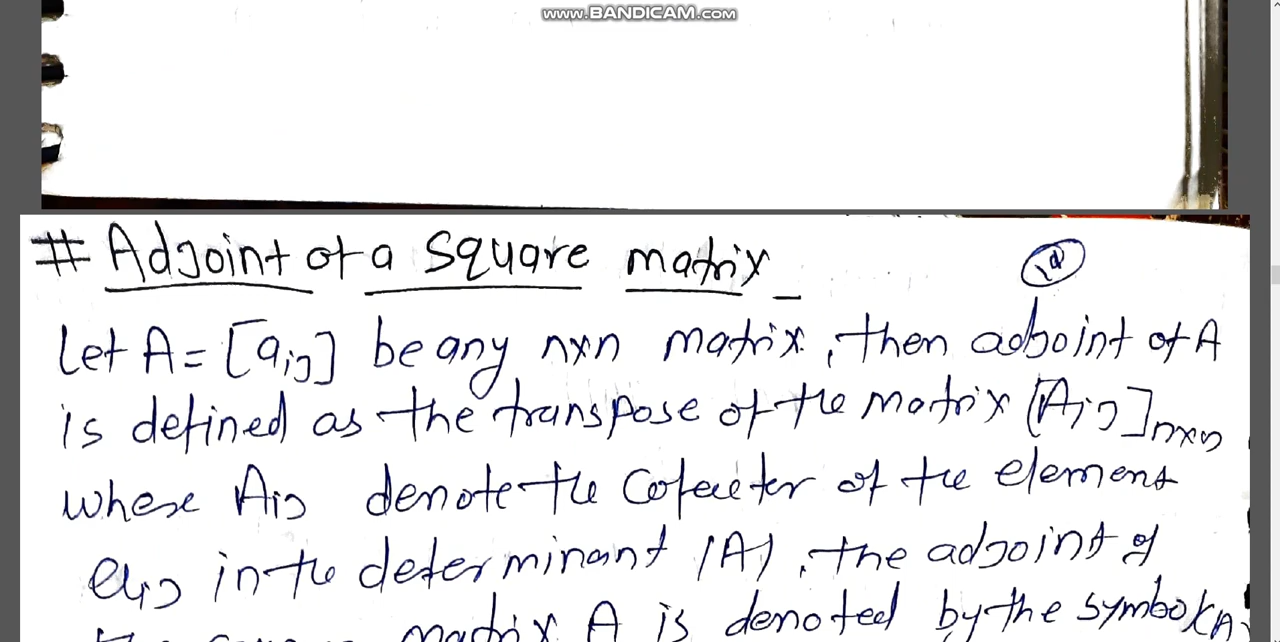 www.BANDICAM.com
# Adjoint of a Square matrix
Let A = [aij] be any nxn matrix, then adjoint of A
is defined as the transpose of the matrix [Aij]nxn
where Aij denote the Cofactor of the element
aij in the determinant |A|, the adjoint of
matrix A is denoted by the symbol